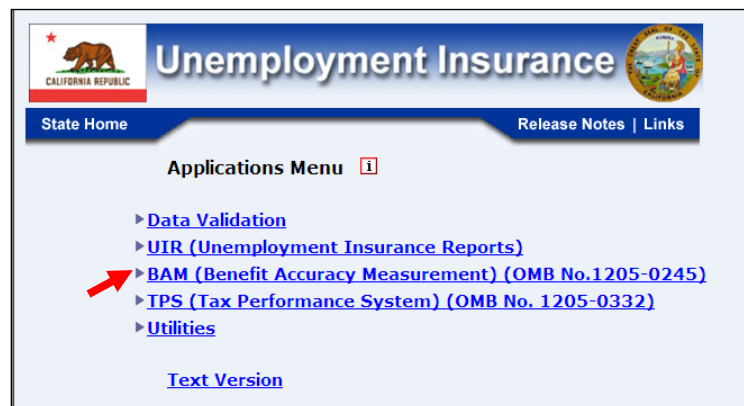 CALIFORNIA REPUBLIC
Unemployment Insurance
State Home
Release Notes | Links
Applications Menu i
Data Validation
UIR (Unemployment Insurance Reports)
BAM (Benefit Accuracy Measurement) (OMB No.1205-0245)
TPS (Tax Performance System) (OMB No. 1205-0332)
Utilities
Text Version